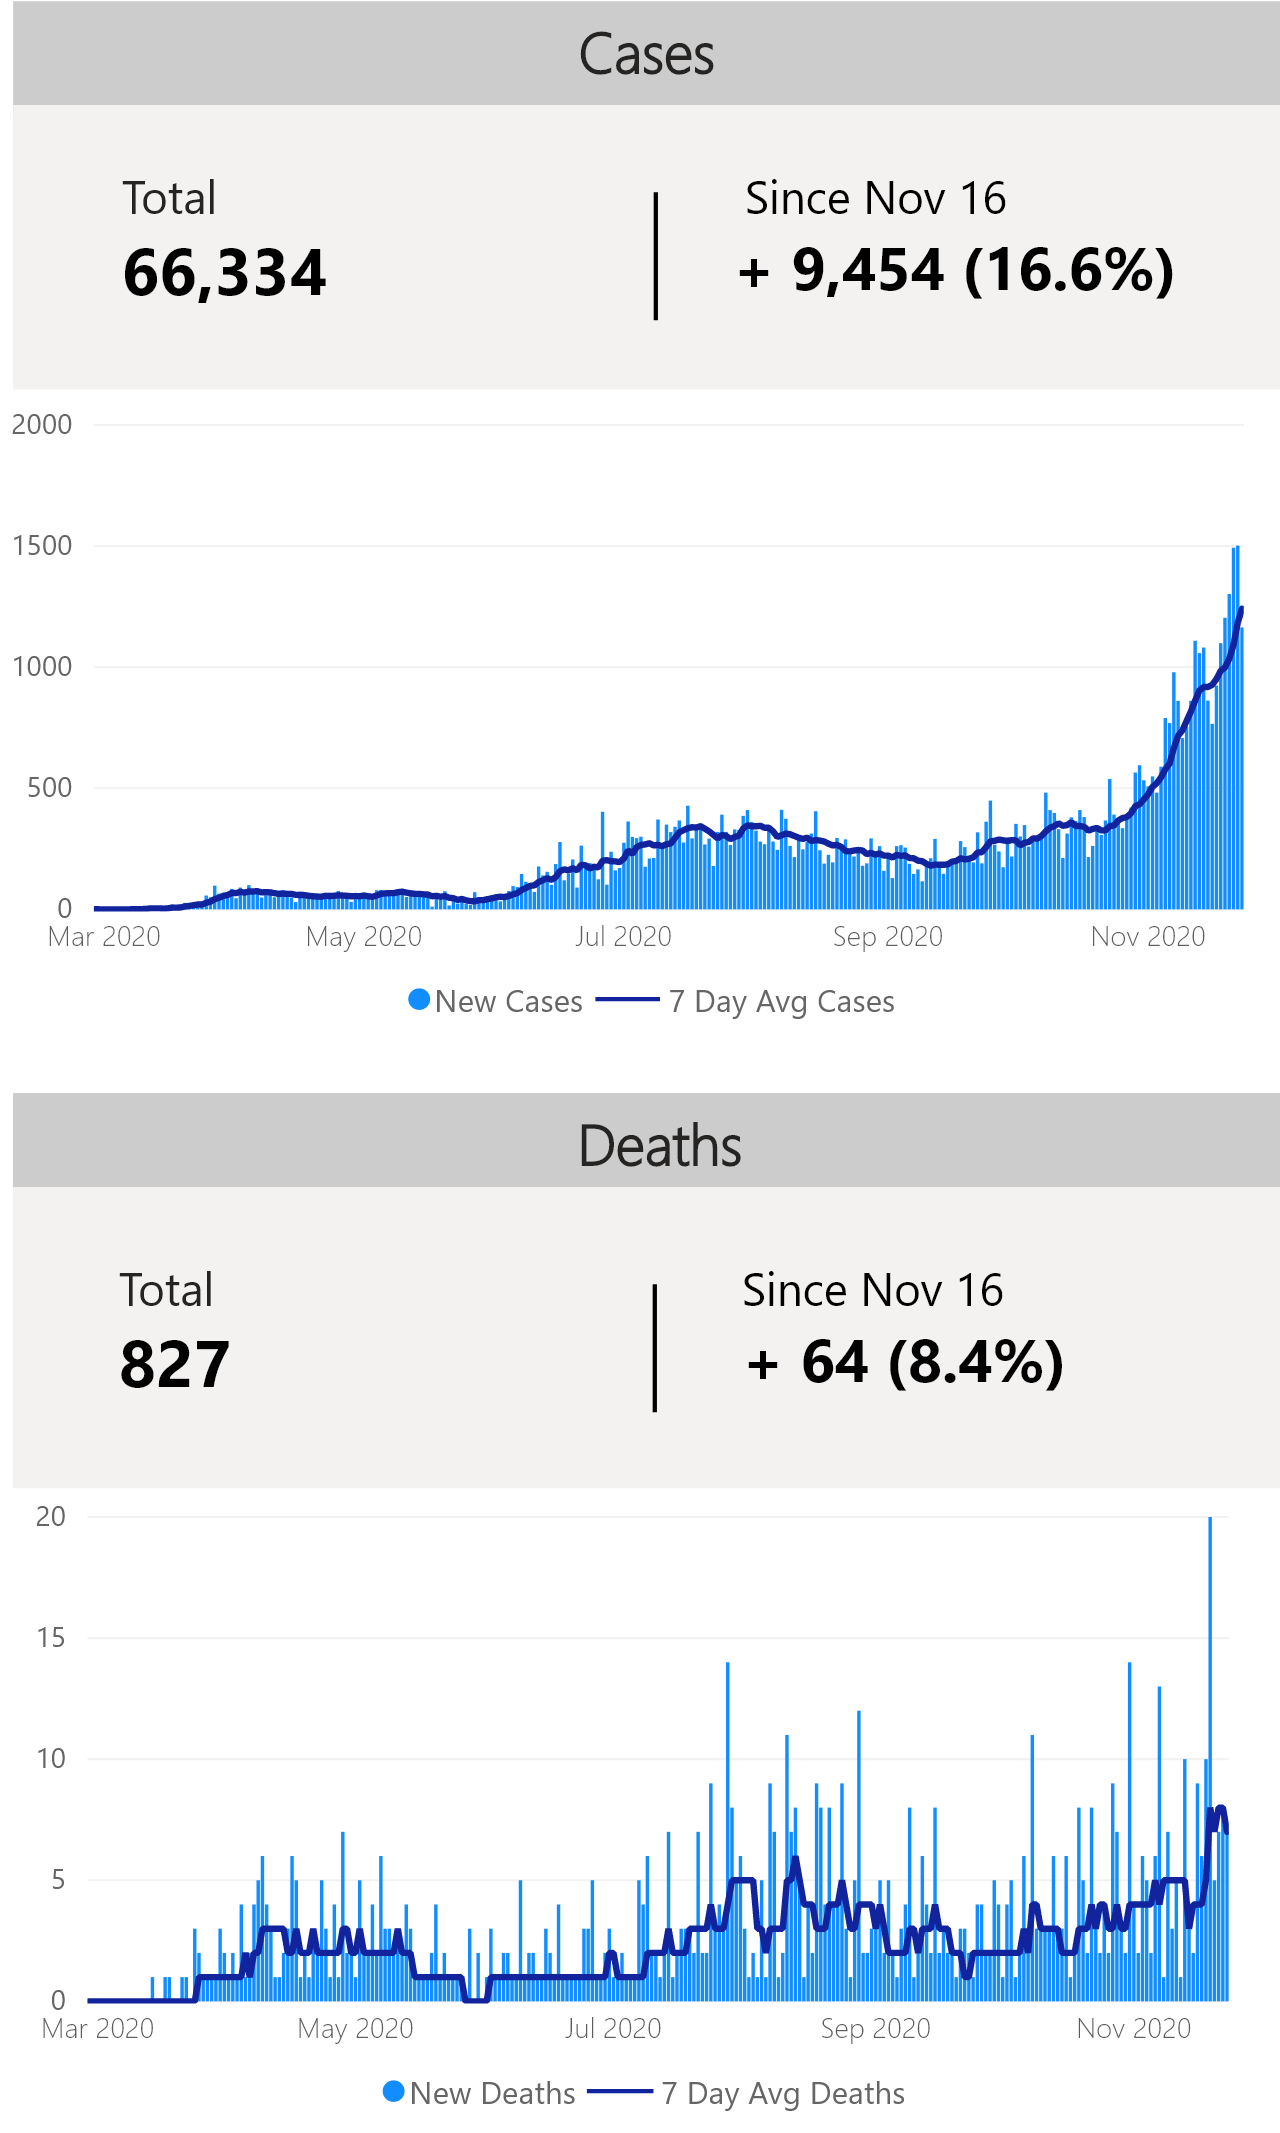 Cases
Total
Since Nov 16
66,334
+ 9,454 (16.6%)
2000
1500
1000
500
0
Mar 2020 May 2020 Jul 2020 Sep 2020 Nov 2020
New Cases 7 Day Avg Cases
Deaths
Total
Since Nov 16
827
+ 64 (8.4%)
20
15
10
5
0
Mar 2020 May 2020 Jul 2020 Sep 2020 Nov 2020
New Deaths 7 Day Avg Deaths